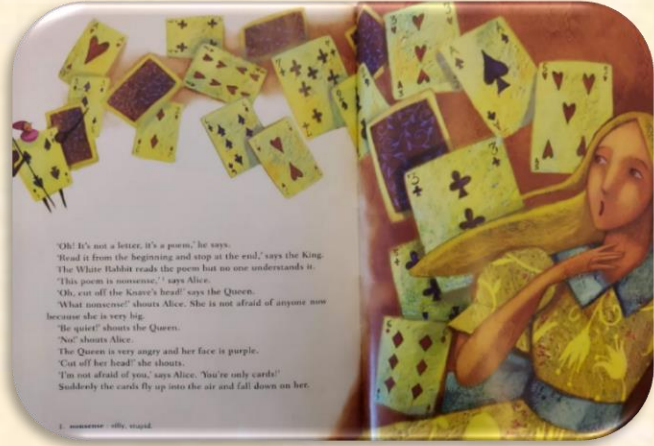 'Oh! It's not a letter, it's a poem,' he says.
'Read it from the beginning and stop at the end,' says the King.
The White Rabbit reads the poem but no one understands it.
'This poem is nonsense,' ¹ says Alice.
'Oh, cut off the Knave's head!' says the Queen.
'What nonsense!' shouts Alice. She is not afraid of anyone now
because she is very big.
'Be quiet!' shouts the Queen.
'No!' shouts Alice.
The Queen is very angry and her face is purple.
'Cut off her head!' she shouts.
'I'm not afraid of you,' says Alice. 'You're only cards!'
Suddenly the cards fly up into the air and fall down on her.
1. nonsense : silly, stupid.